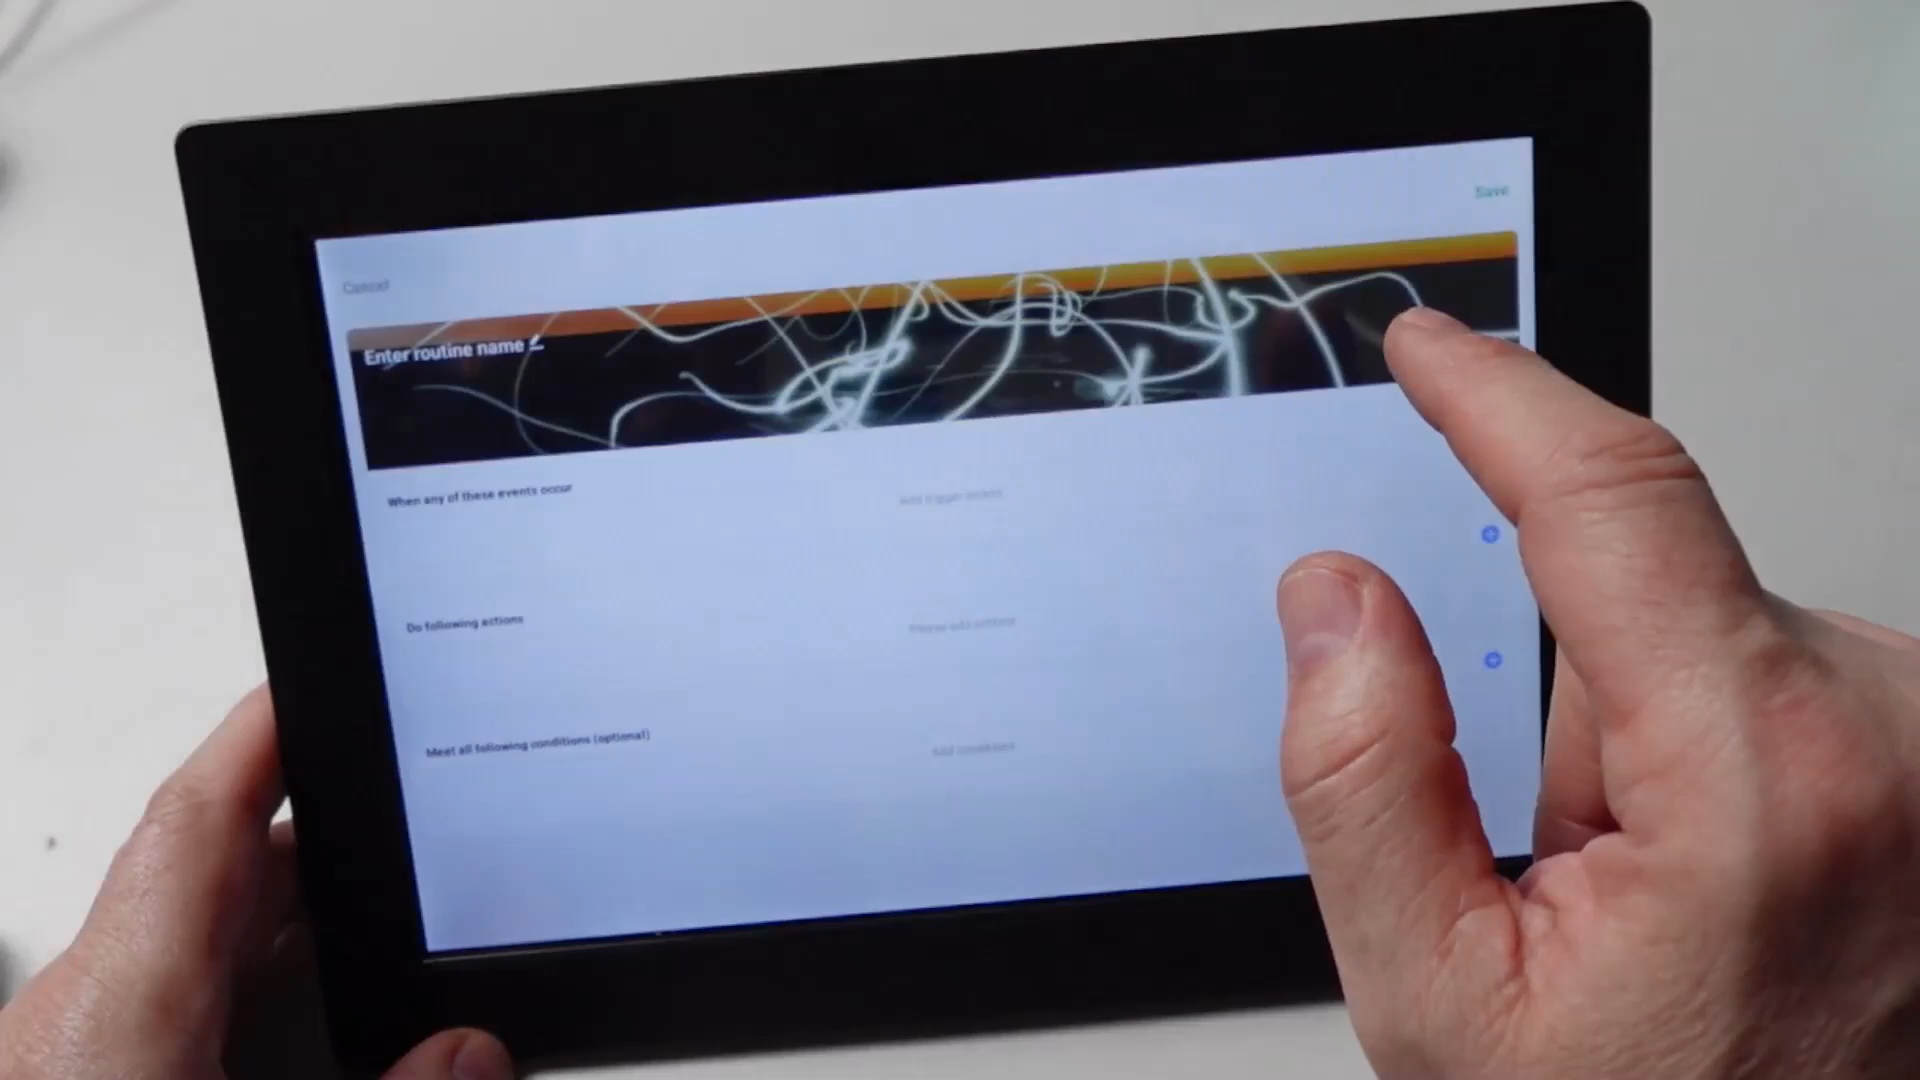 Save
Cancel
Enter routine name
When any of these events occur
Add trigger events
Do following actions
Please add actions
Meet all following conditions (optional)
Add conditions